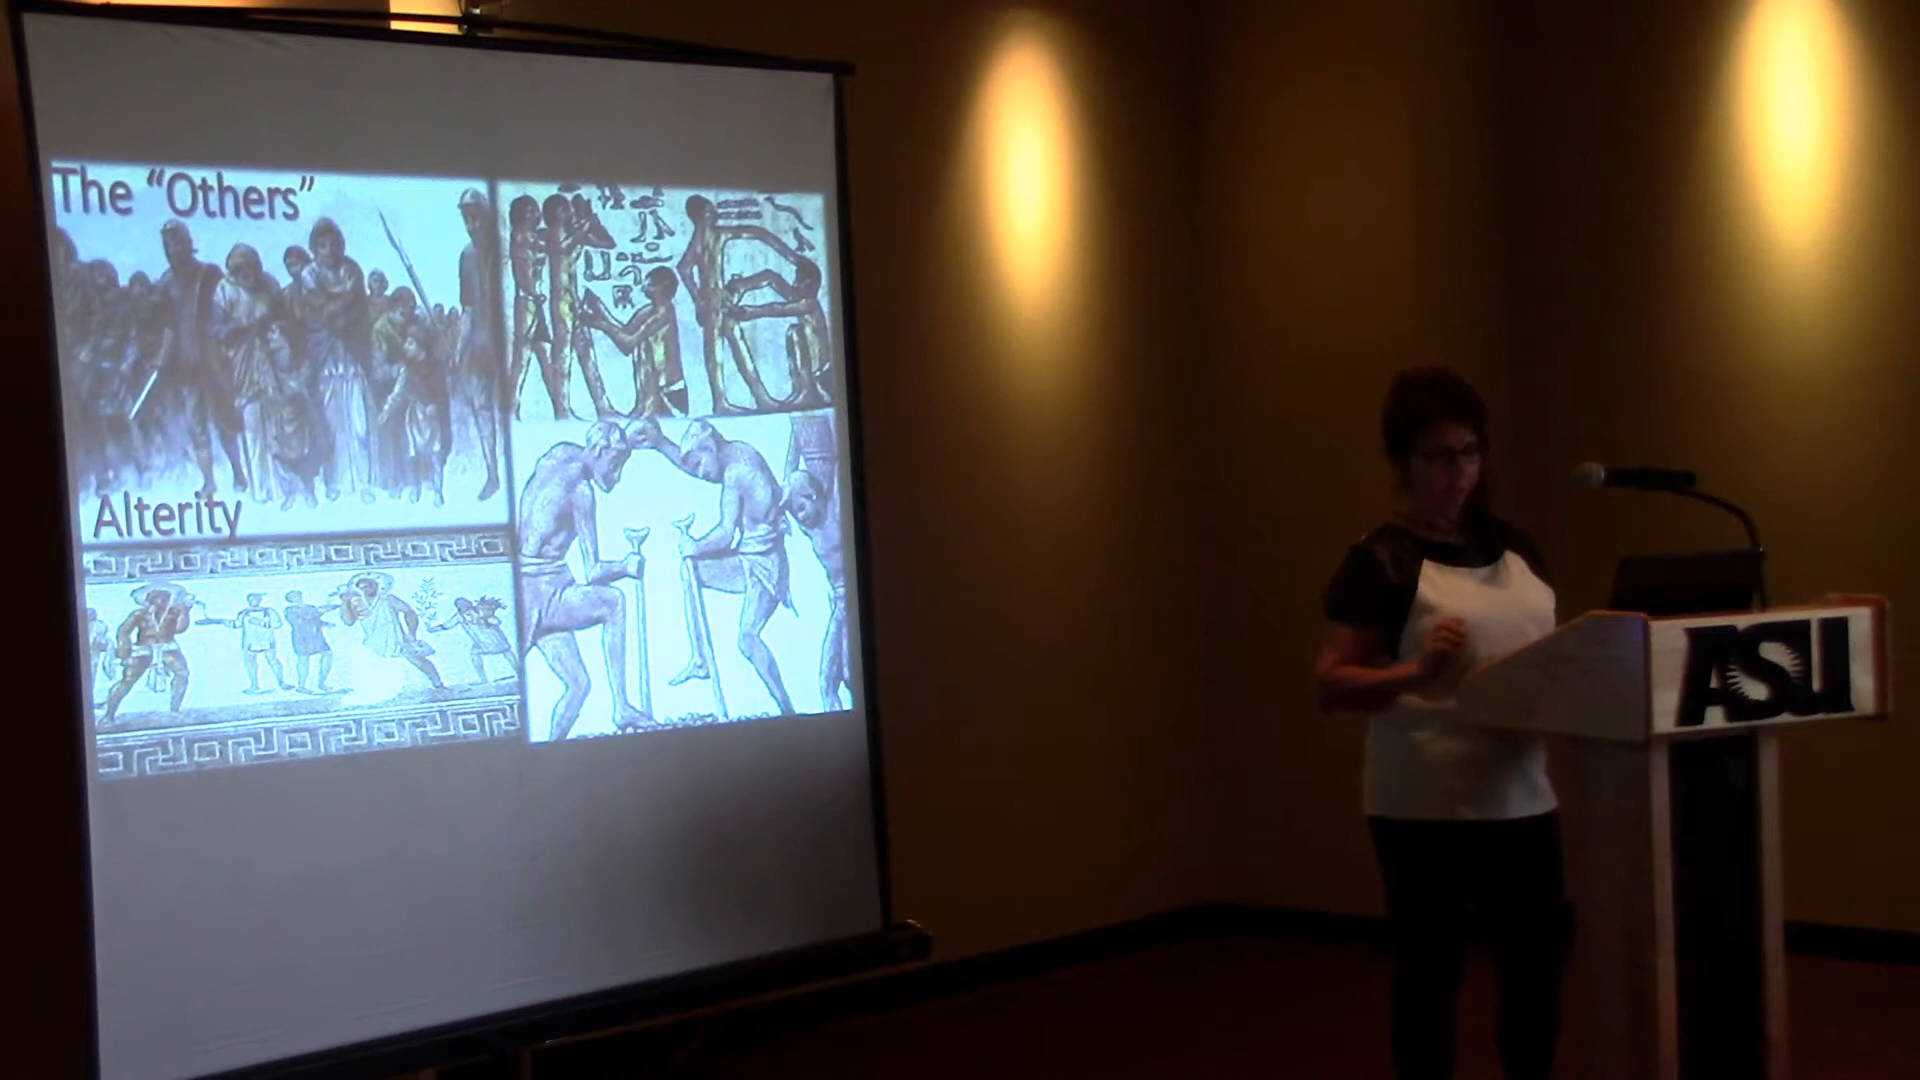 The “Others”
Alterity
ASU